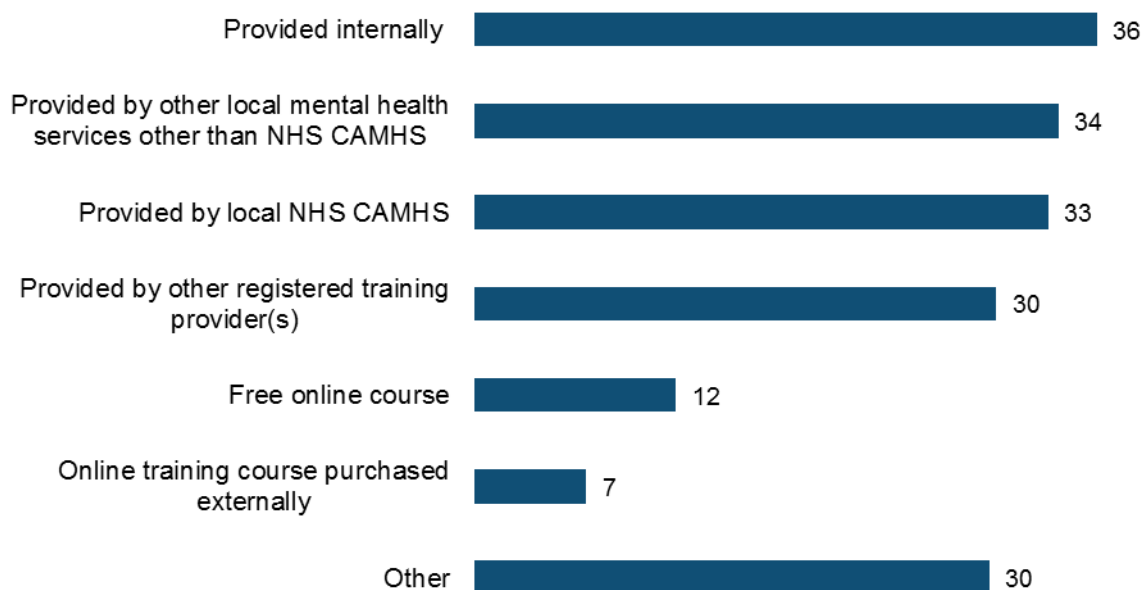 Provided internally 36
Provided by other local mental health
services other than NHS CAMHS 34
Provided by local NHS CAMHS 33
Provided by other registered training
provider(s) 30
Free online course 12
Online training course purchased
externally 7
Other 30